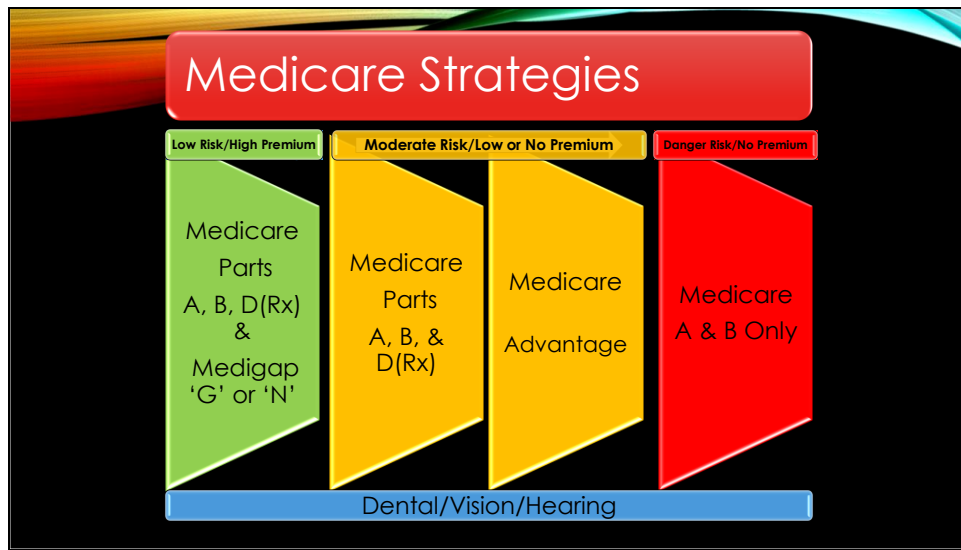 Medicare Strategies
Low Risk/High Premium
Moderate Risk/Low or No Premium
Danger Risk/No Premium
Medicare
Parts
A, B, D(Rx)
&
Medigap
‘G’ or ‘N’
Medicare
Parts
A, B, &
D(Rx)
Medicare
Advantage
Medicare
A & B Only
Dental/Vision/Hearing